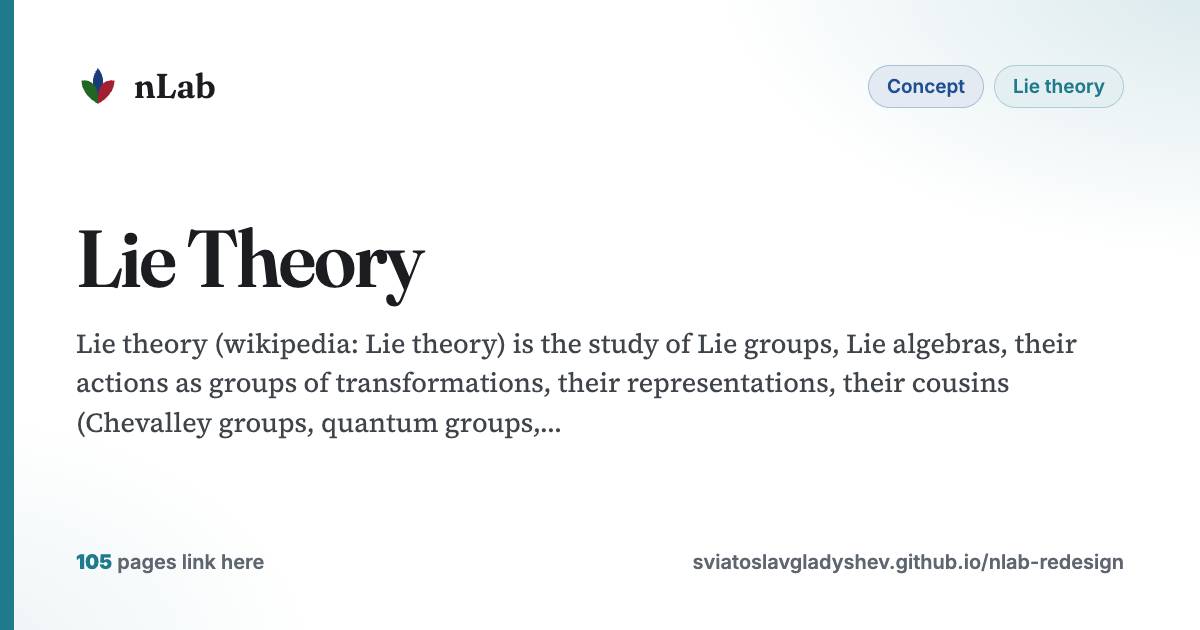 nLab
Concept
Lie theory
Lie Theory
Lie theory (wikipedia: Lie theory) is the study of Lie groups, Lie algebras, their
actions as groups of transformations, their representations, their cousins
(Chevalley groups, quantum groups,...
105 pages link here
sviatoslavgladyshev.github.io/nlab-redesign